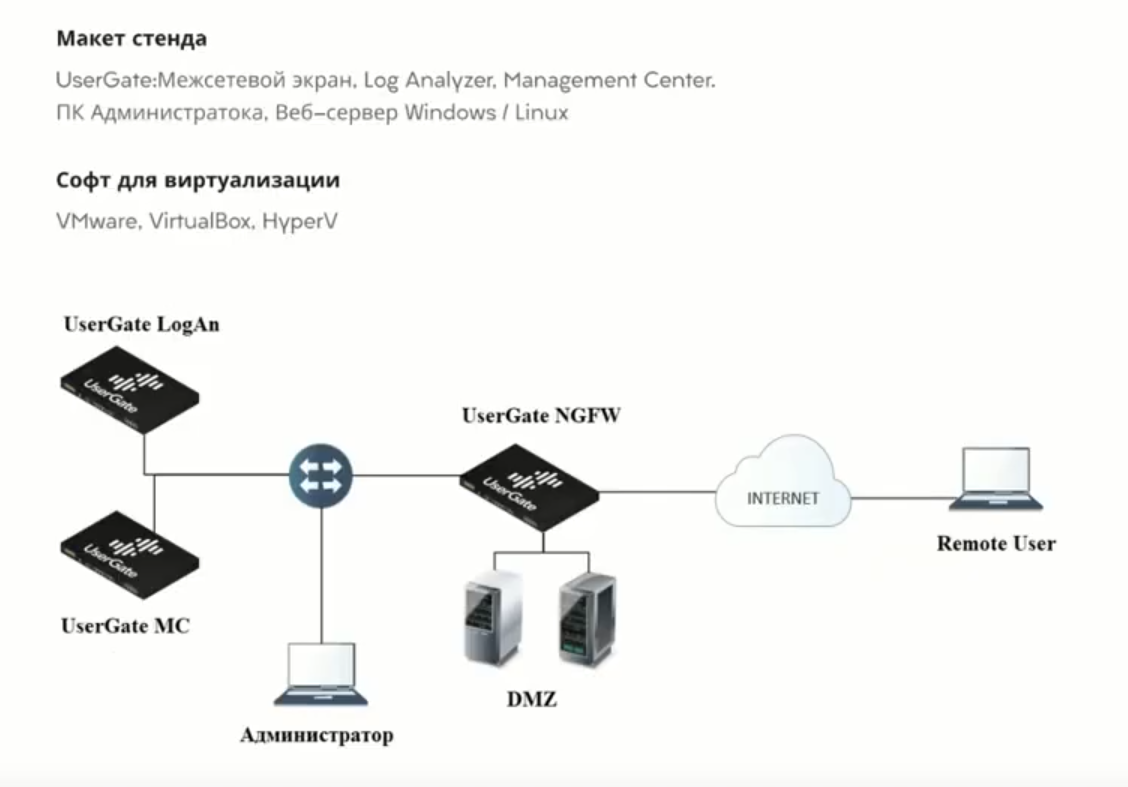 Макет стенда
UserGate:Межсетевой экран, Log Analyzer, Management Center.
ПК Администратока, Веб-сервер Windows / Linux
Софт для виртуализации
VMware, VirtualBox, HyperV
UserGate LogAn
UserGate
UserGate NGFW
UserGate
INTERNET
Remote User
UserGate
UserGate MC
DMZ
Администратор